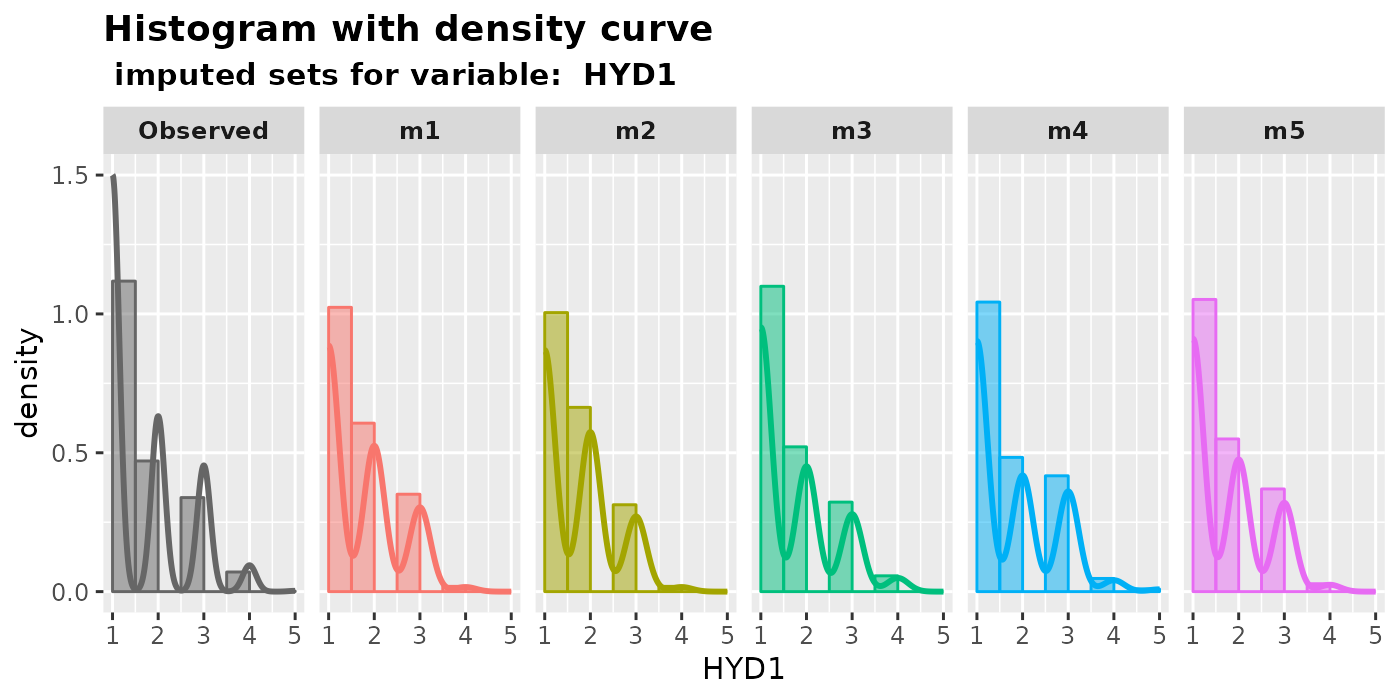 Histogram with density curve
imputed sets for variable:  HYD1
Observed m1 m2 m3 m4 m5
1.5
1.0
0.5
0.0
density
1 2 3 4 5 1 2 3 4 5 1 2 3 4 5 1 2 3 4 5 1 2 3 4 5 1 2 3 4 5
HYD1